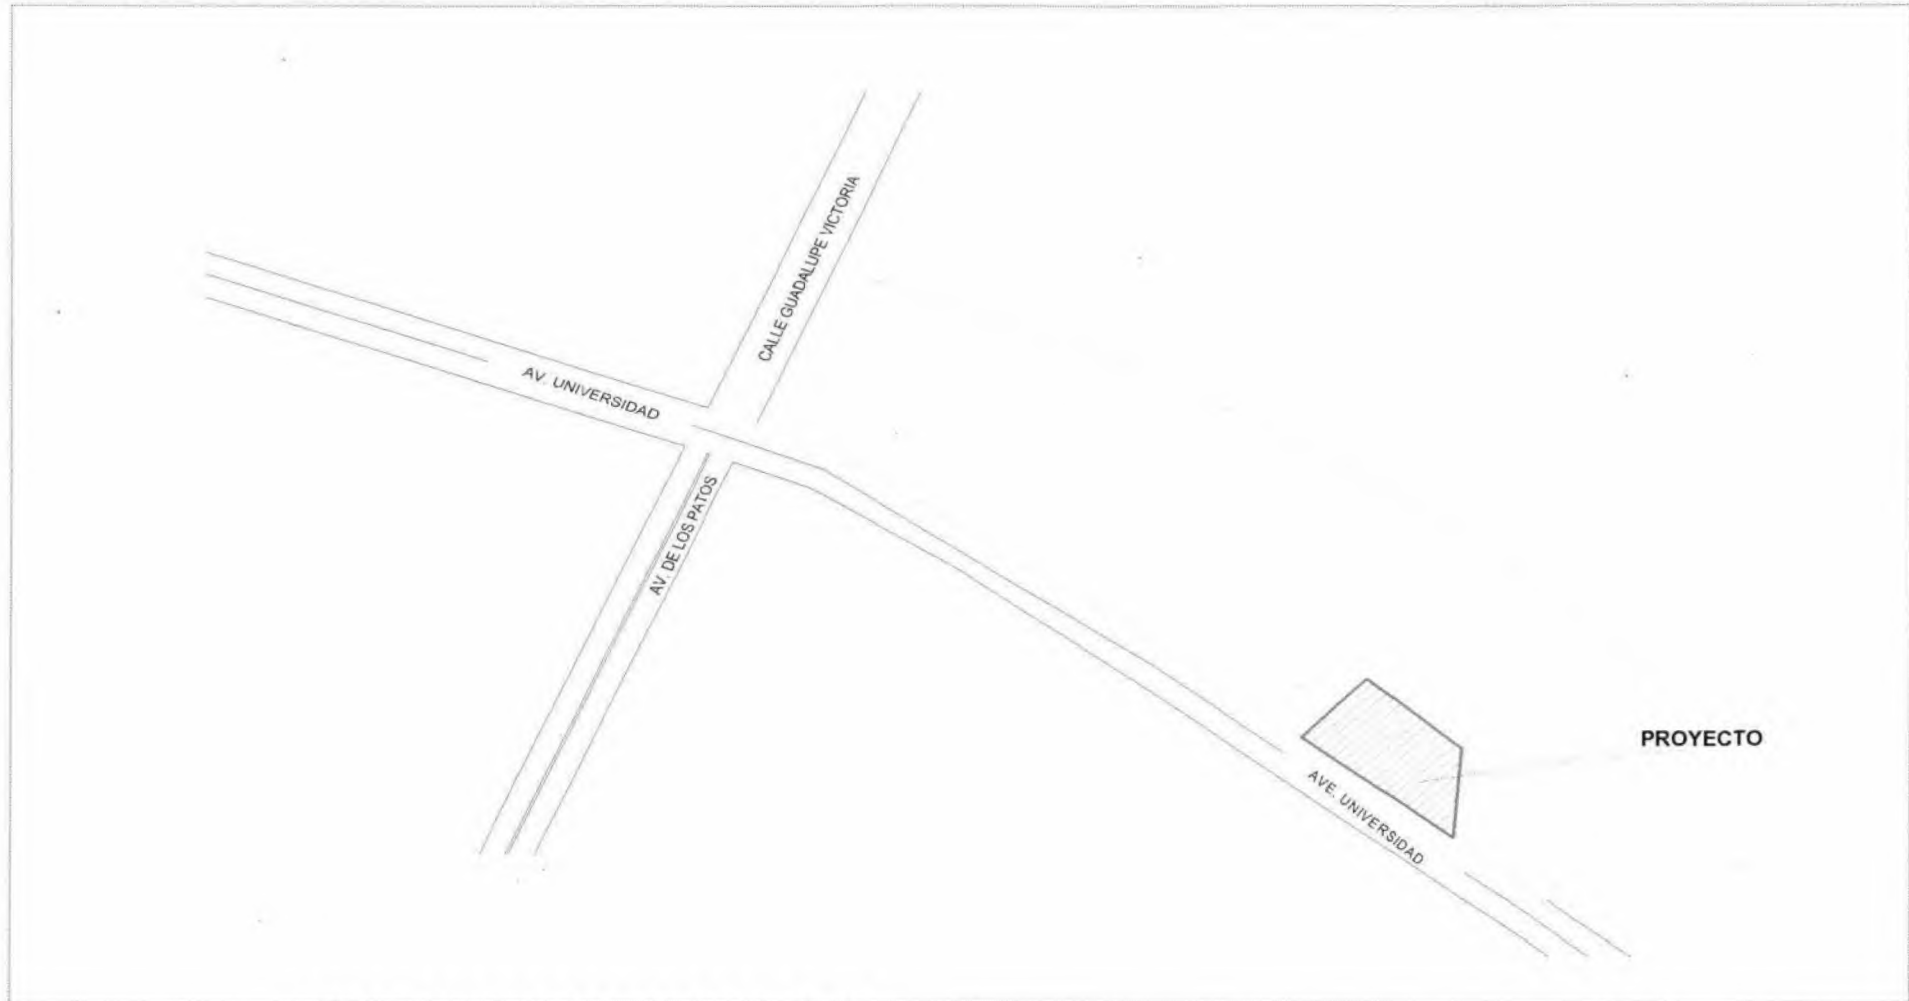 CALLE GUADALUPE VICTORIA
AV. UNIVERSIDAD
AV. DE LOS PATOS
PROYECTO
AVE. UNIVERSIDAD